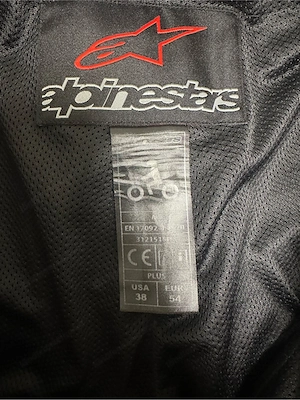 alpinestars
A
EN 17092
CE
PLUS
USA EUR
38 54